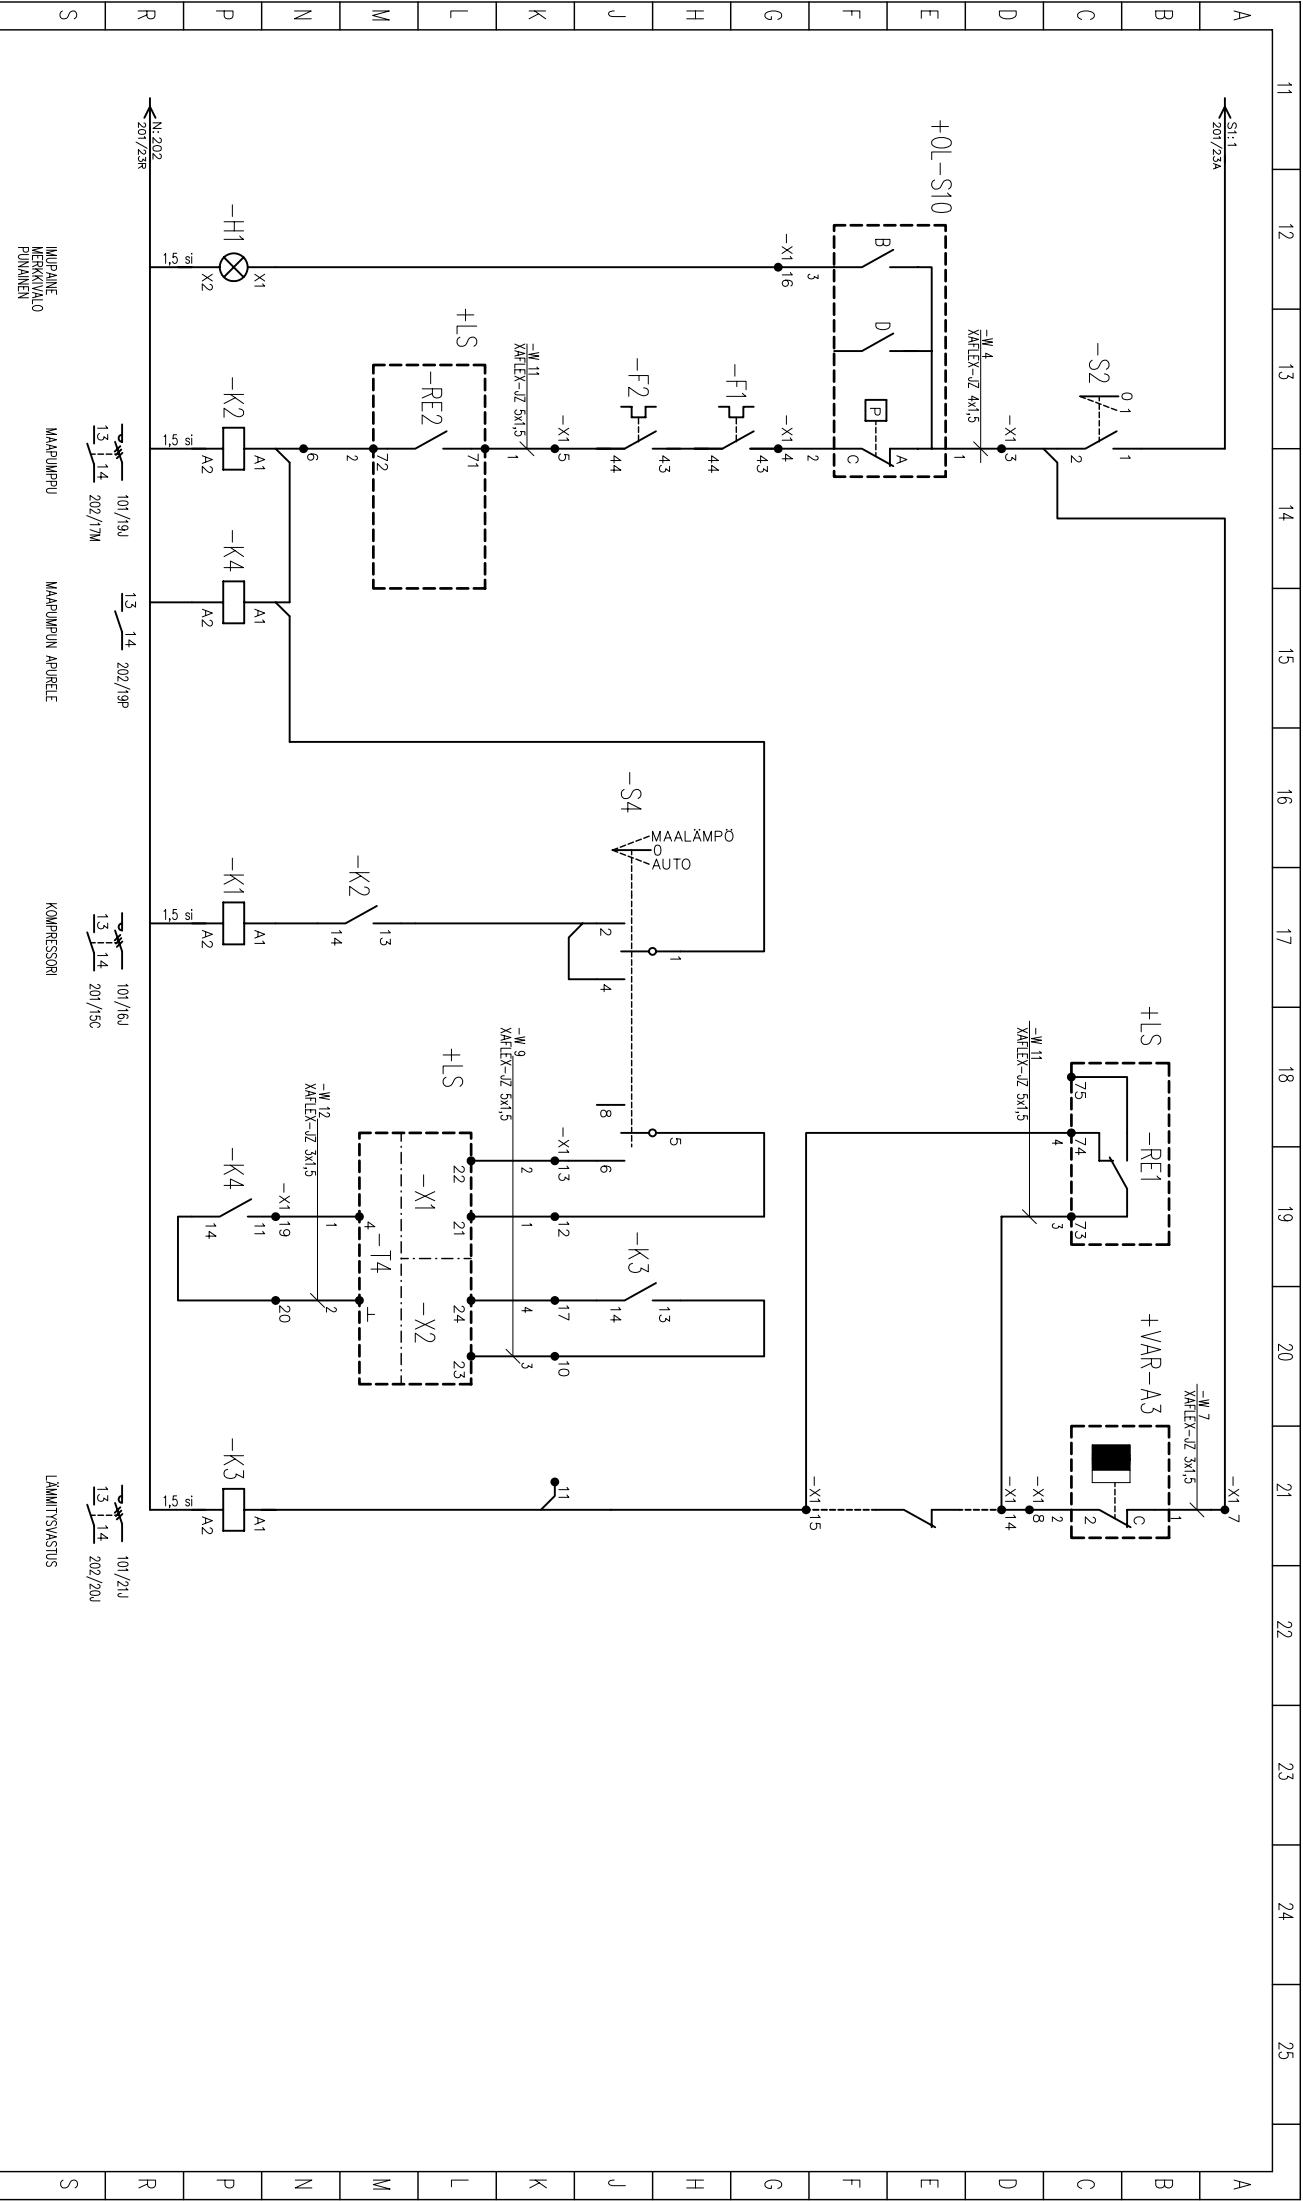 11 12 13 14 15 16 17 18 19 20 21 22 23 24 25
A A
B B
C C
D D
E E
F F
G G
H H
J J
K K
L L
M M
N N
P P
R R
S S
S1:1
201/23A
N:202
201/23R
-S2
0 1
1
2
-X1 3
-W 4
XAFLEX-JZ 4x1,5
1
+OL-S10
B
D
P
A
C
3
2
-X1 16
-X1 4
-F1
43
44
-F2
43
44
-X1 5
-W 11
XAFLEX-JZ 5x1,5
1
+LS
-RE2
71
72
2
6
-H1
X1
X2
1,5 si
-K2
A1
A2
1,5 si
-K4
A1
A2
-S4
MAALÄMPÖ
0
AUTO
1
2
4
5
6
8
-K2
13
14
-K1
A1
A2
1,5 si
+LS
-RE1
75
74
73
4
3
-W 11
XAFLEX-JZ 5x1,5
+VAR-A3
-W 7
XAFLEX-JZ 3x1,5
-X1 7
1
C
2
2
-X1 8
-X1 14
-X1 15
11
-X1 13
12
-K3
13
14
17
10
-W 9
XAFLEX-JZ 5x1,5
2
1
4
3
+LS
22
21
24
23
-X1
-X2
-T4
4
⊥
-W 12
XAFLEX-JZ 3x1,5
1
2
-X1 19
20
-K4
11
14
-K3
A1
A2
1,5 si
101/19J
13 14 202/17M
13 14 202/19P
101/16J
13 14 201/15C
101/21J
13 14 202/20J
IMUPAINE
MERKKIVALO
PUNAINEN
MAAPUMPPU
MAAPUMPUN APURELE
KOMPRESSORI
LÄMMITYSVASTUS